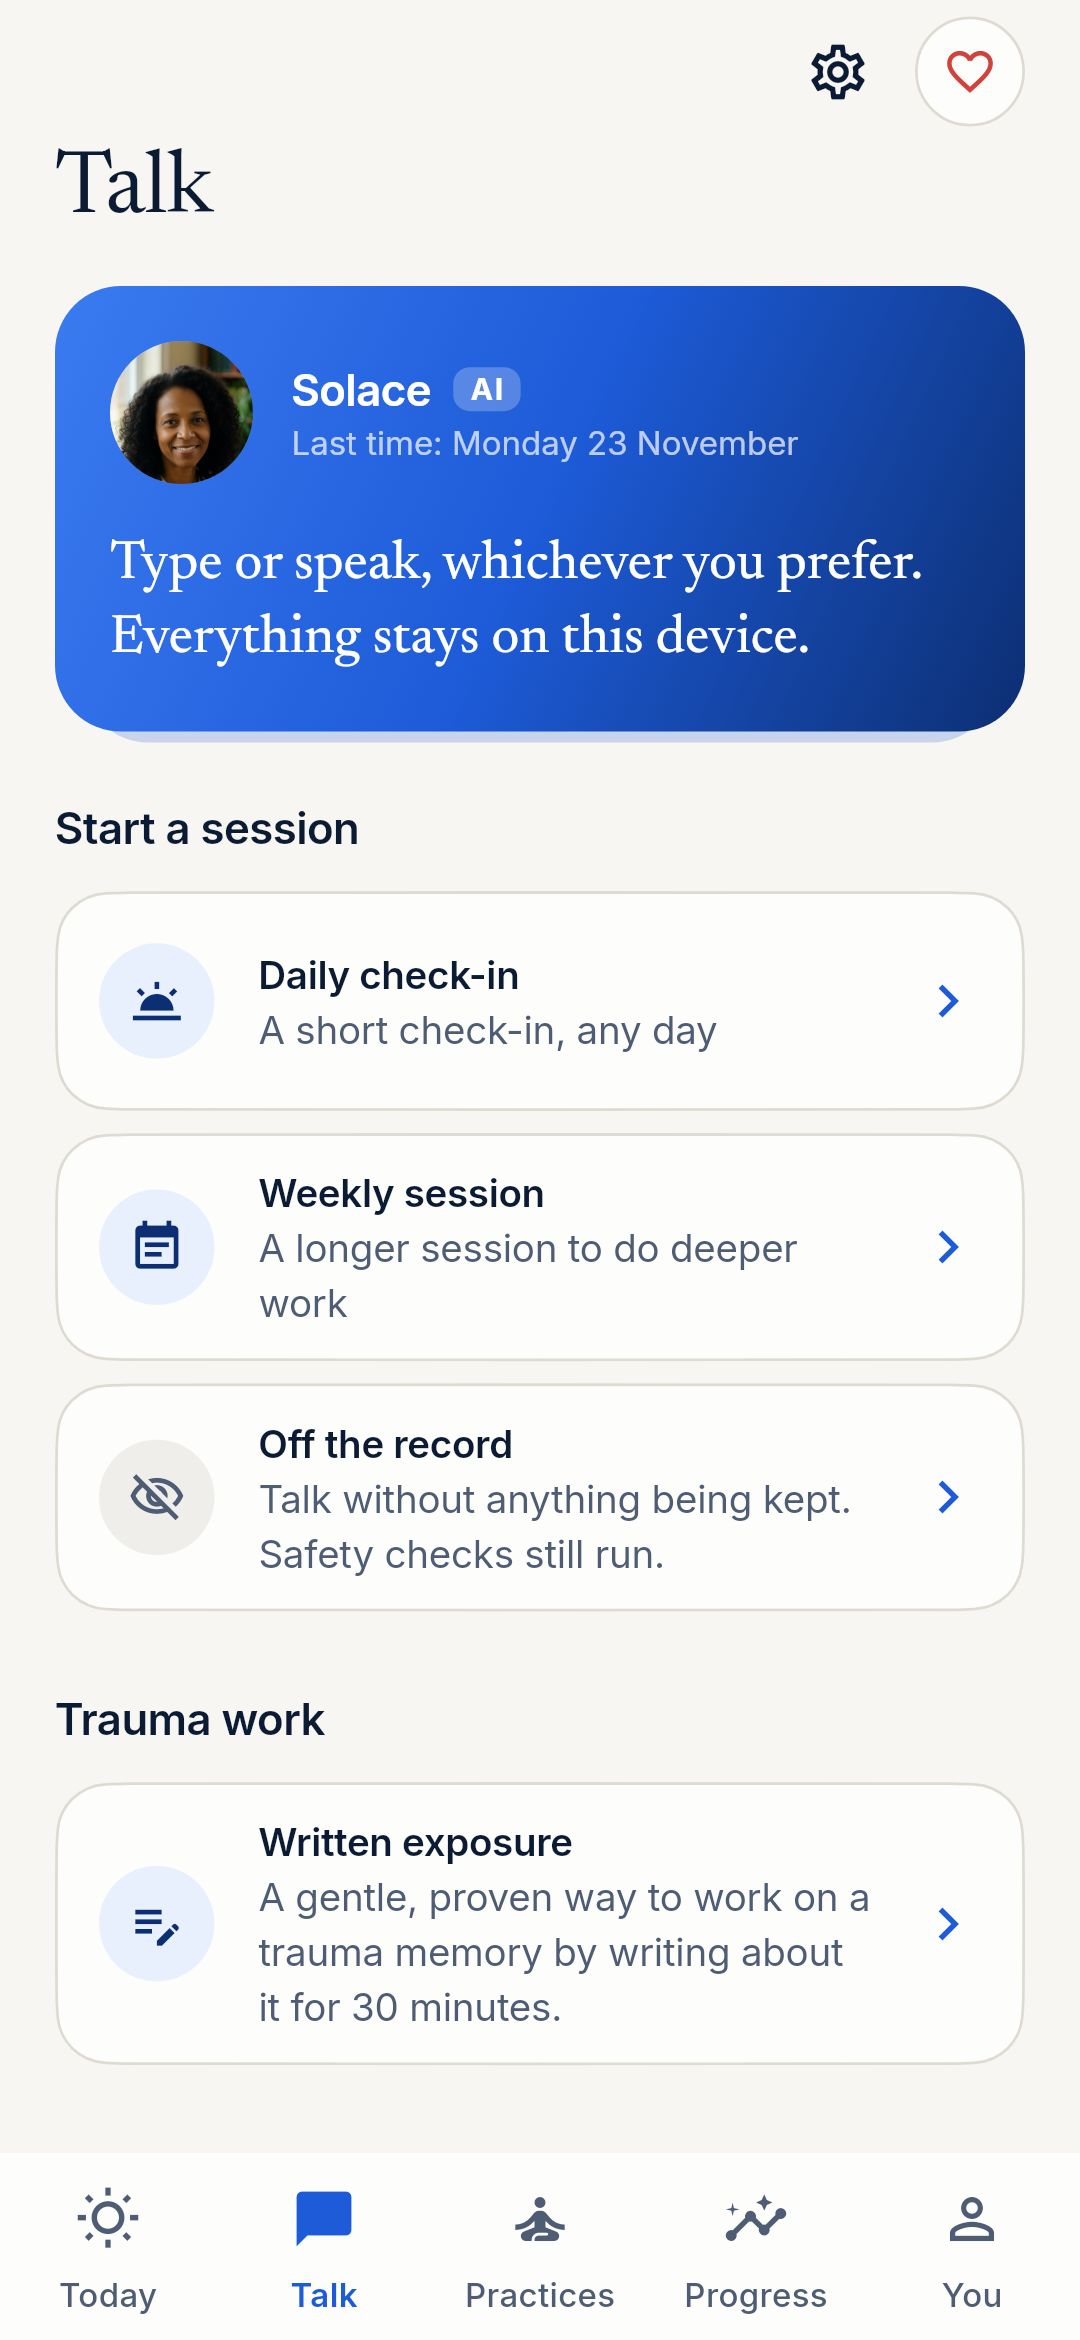 Talk
Solace AI
Last time: Monday 23 November
Type or speak, whichever you prefer.
Everything stays on this device.
Start a session
Daily check-in
A short check-in, any day
Weekly session
A longer session to do deeper
work
Off the record
Talk without anything being kept.
Safety checks still run.
Trauma work
Written exposure
A gentle, proven way to work on a
trauma memory by writing about
it for 30 minutes.
Today
Talk
Practices
Progress
You